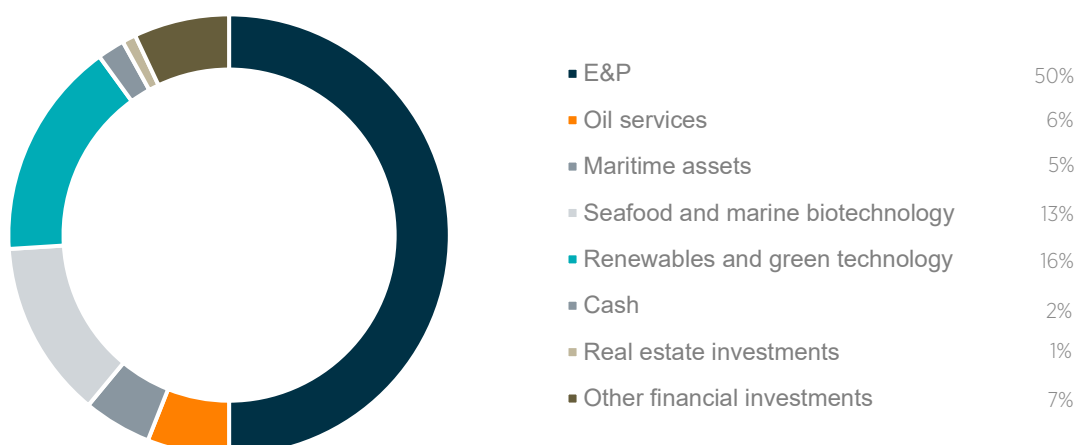 E&P 50%
Oil services 6%
Maritime assets 5%
Seafood and marine biotechnology 13%
Renewables and green technology 16%
Cash 2%
Real estate investments 1%
Other financial investments 7%